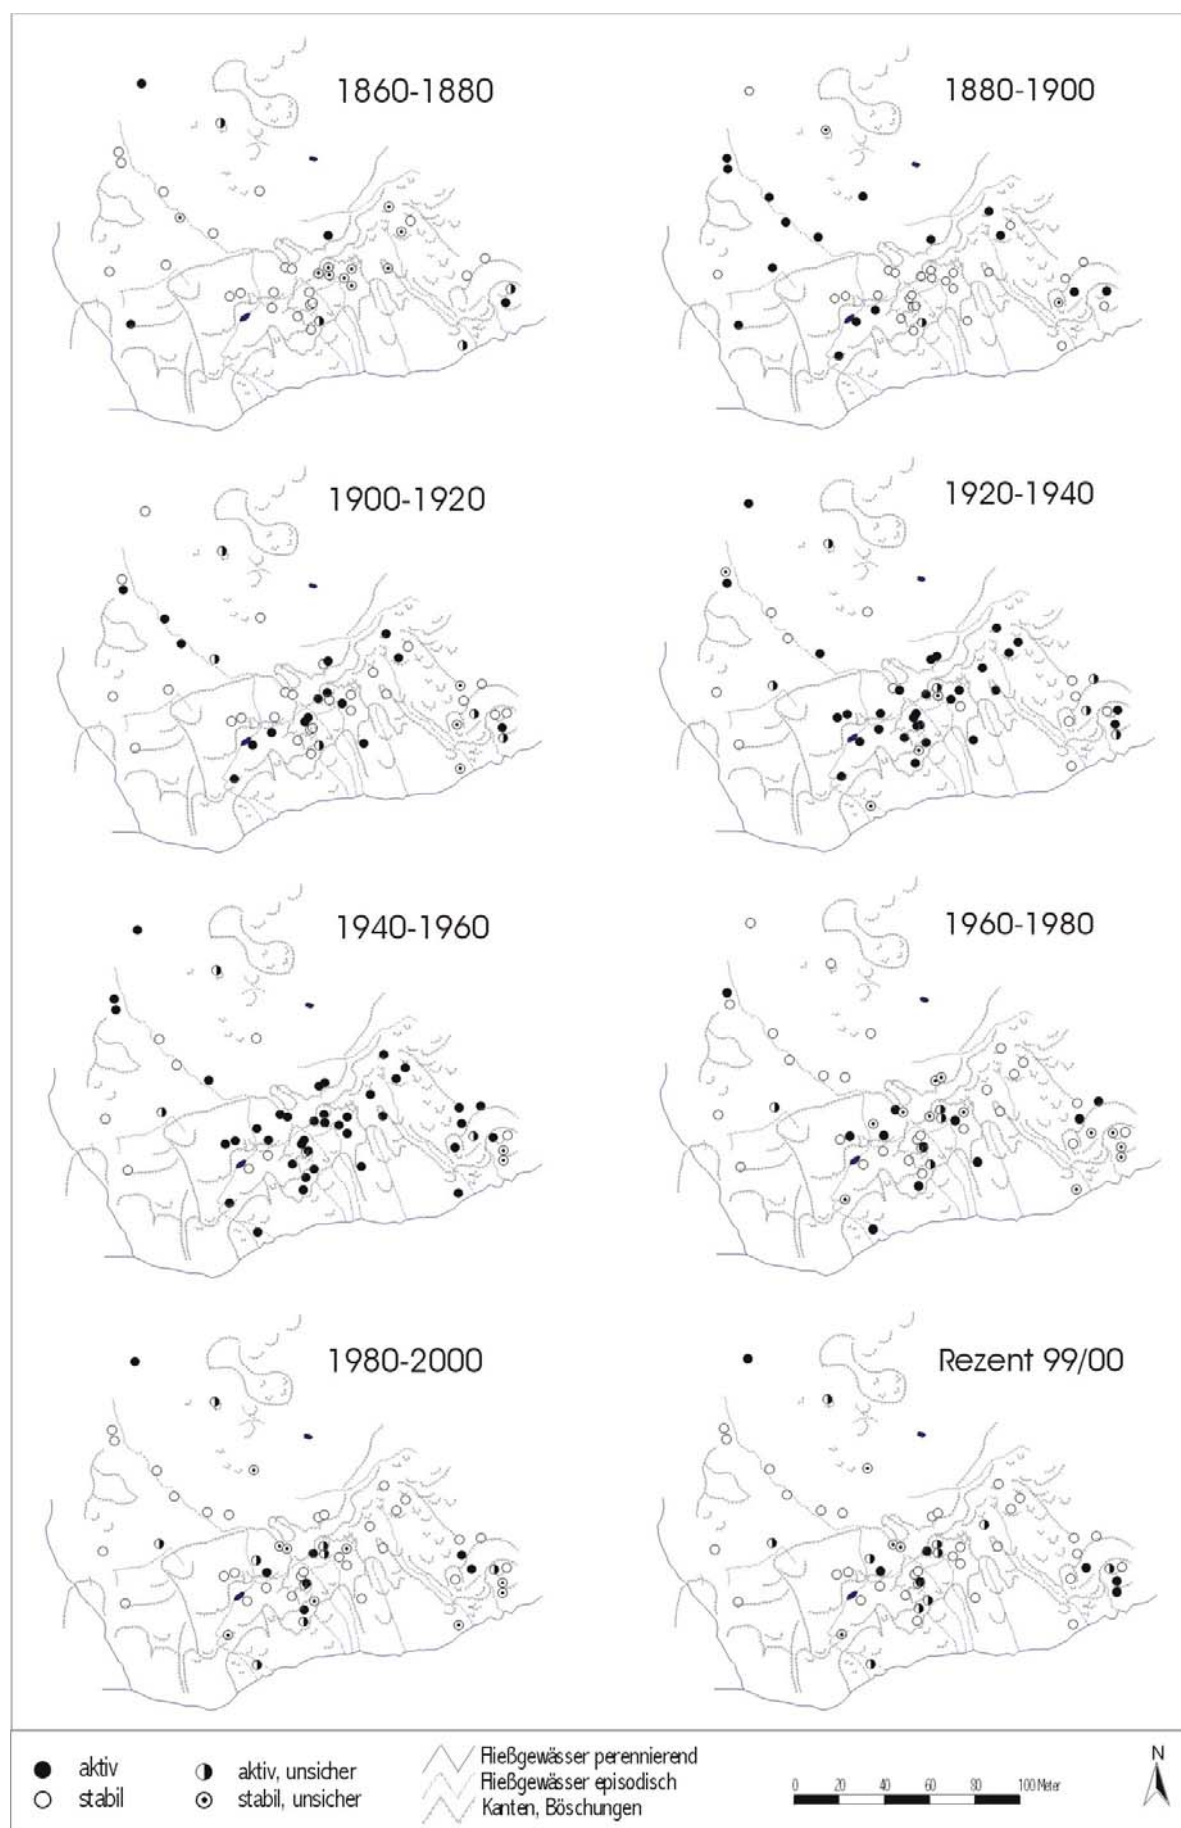 1860-1880
1880-1900
1900-1920
1920-1940
1940-1960
1960-1980
1980-2000
Rezent 99/00
aktiv
stabil
aktiv, unsicher
stabil, unsicher
Fließgewässer perennierend
Fließgewässer episodisch
Kanten, Böschungen
0 20 40 60 80 100 Meter
N